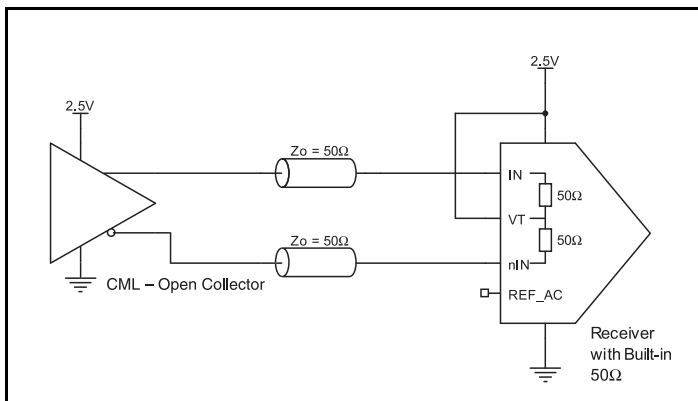 2.5V
2.5V
Zo = 50Ω
IN
50Ω
VT
50Ω
Zo = 50Ω
nIN
CML – Open Collector
REF_AC
Receiver
with Built-in
50Ω